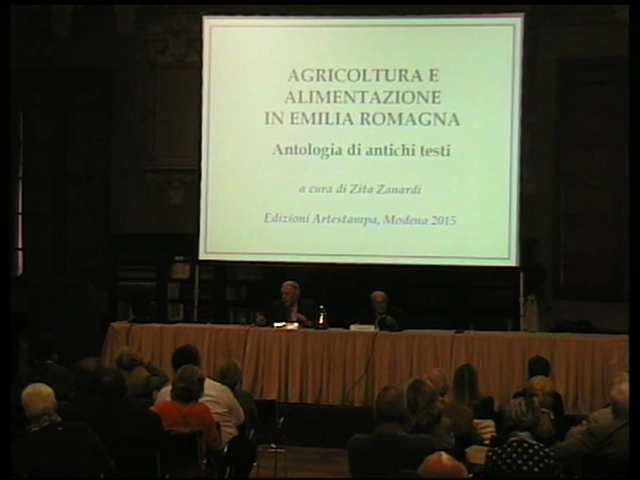 AGRICOLTURA E
ALIMENTAZIONE
IN EMILIA ROMAGNA
Antologia di antichi testi
a cura di Zita Zanardi
Edizioni Artestampa, Modena 2015